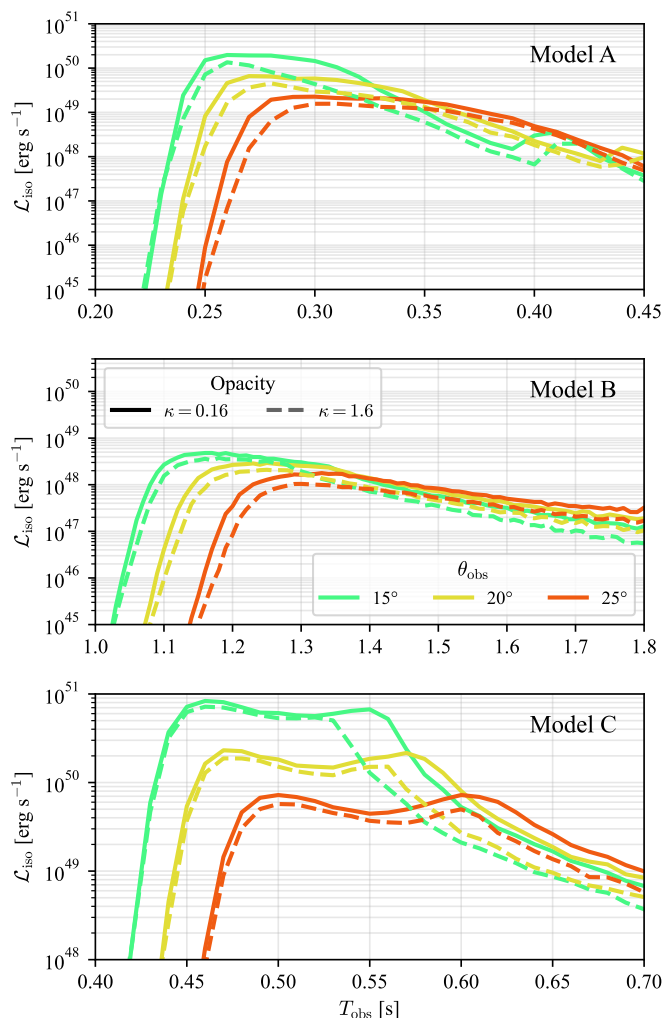 10^51
10^50
10^49
10^48
10^47
10^46
10^45
ℒ_iso [erg s^−1]
Model A
0.20 0.25 0.30 0.35 0.40 0.45
10^50
10^49
10^48
10^47
10^46
10^45
ℒ_iso [erg s^−1]
Opacity
κ = 0.16 κ = 1.6
Model B
θ_obs
15° 20° 25°
1.0 1.1 1.2 1.3 1.4 1.5 1.6 1.7 1.8
10^51
10^50
10^49
10^48
ℒ_iso [erg s^−1]
Model C
0.40 0.45 0.50 0.55 0.60 0.65 0.70
T_obs [s]